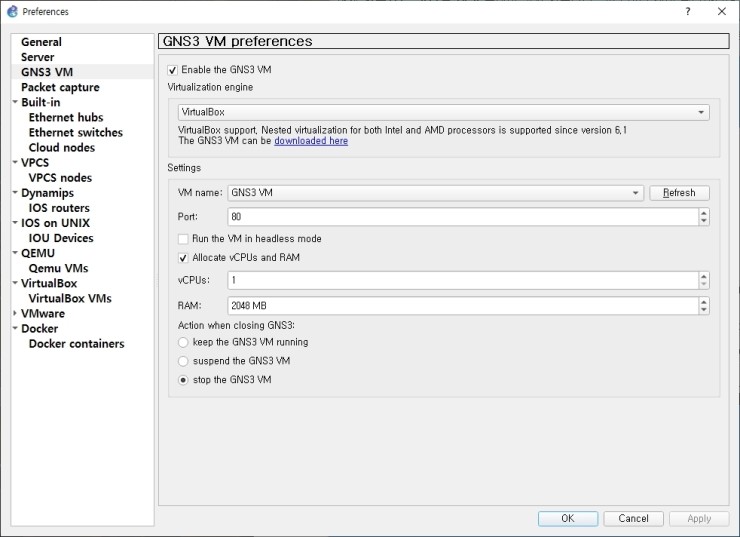 Preferences
General
Server
GNS3 VM
Packet capture
Built-in
Ethernet hubs
Ethernet switches
Cloud nodes
VPCS
VPCS nodes
Dynamips
IOS routers
IOS on UNIX
IOU Devices
QEMU
Qemu VMs
VirtualBox
VirtualBox VMs
VMware
Docker
Docker containers
GNS3 VM preferences
Enable the GNS3 VM
Virtualization engine
VirtualBox
VirtualBox support, Nested virtualization for both Intel and AMD processors is supported since version 6,1
The GNS3 VM can be downloaded here
Settings
VM name: GNS3 VM Refresh
Port: 80
Run the VM in headless mode
Allocate vCPUs and RAM
vCPUs: 1
RAM: 2048 MB
Action when closing GNS3:
keep the GNS3 VM running
suspend the GNS3 VM
stop the GNS3 VM
OK Cancel Apply